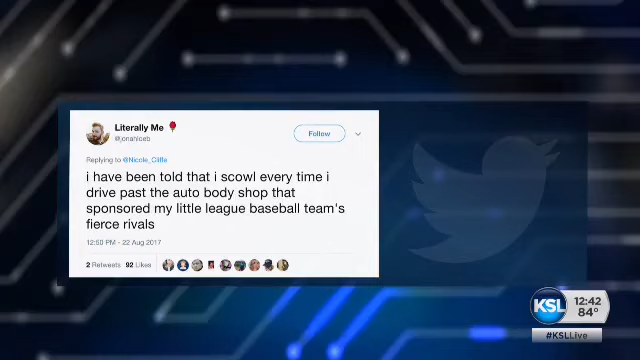 Literally Me
@jonahloeb
Follow
Replying to @Nicole_Cliffe
i have been told that i scowl every time i
drive past the auto body shop that
sponsored my little league baseball team's
fierce rivals
12:50 PM - 22 Aug 2017
2 Retweets 92 Likes
KSL
12:42
84°
#KSLLive